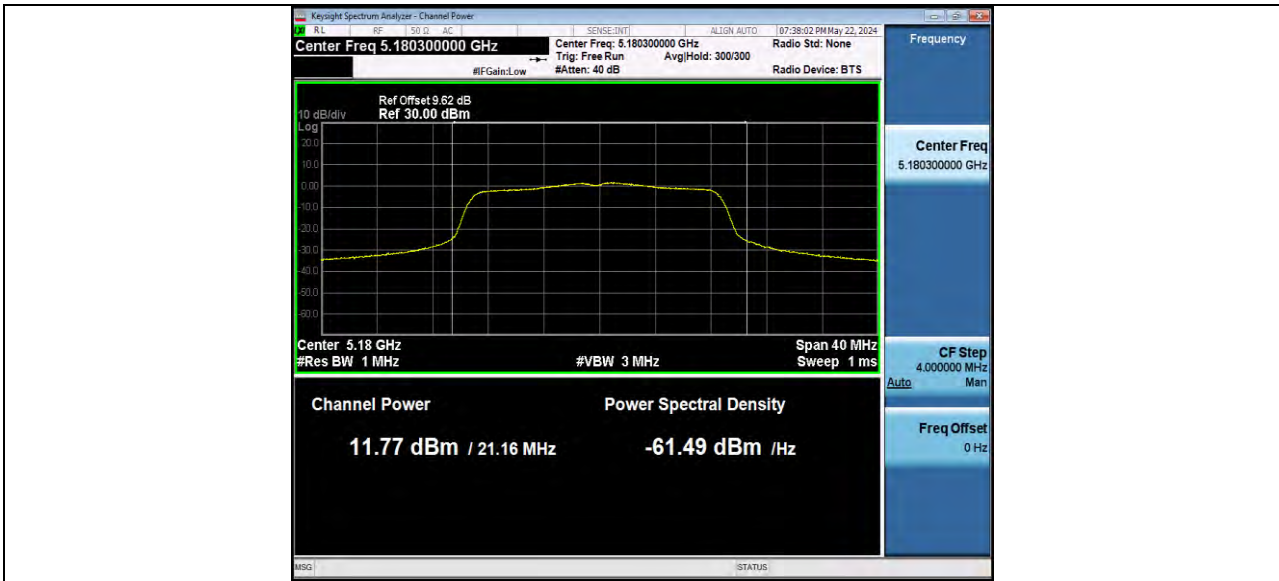 Keysight Spectrum Analyzer - Channel Power
RL RF 50 Ω AC SENSE:INT ALIGN AUTO 07:38:02 PM May 22, 2024
Center Freq 5.180300000 GHz
Center Freq: 5.180300000 GHz Radio Std: None
Trig: Free Run Avg|Hold: 300/300
#IFGain:Low #Atten: 40 dB Radio Device: BTS
Ref Offset 9.62 dB
10 dB/div Ref 30.00 dBm
Log
20.0
10.0
0.00
-10.0
-20.0
-30.0
-40.0
-50.0
-60.0
Center 5.18 GHz Span 40 MHz
#Res BW 1 MHz #VBW 3 MHz Sweep 1 ms
Channel Power Power Spectral Density
11.77 dBm / 21.16 MHz -61.49 dBm /Hz
MSG STATUS
Frequency
Center Freq
5.180300000 GHz
CF Step
4.000000 MHz
Auto Man
Freq Offset
0 Hz